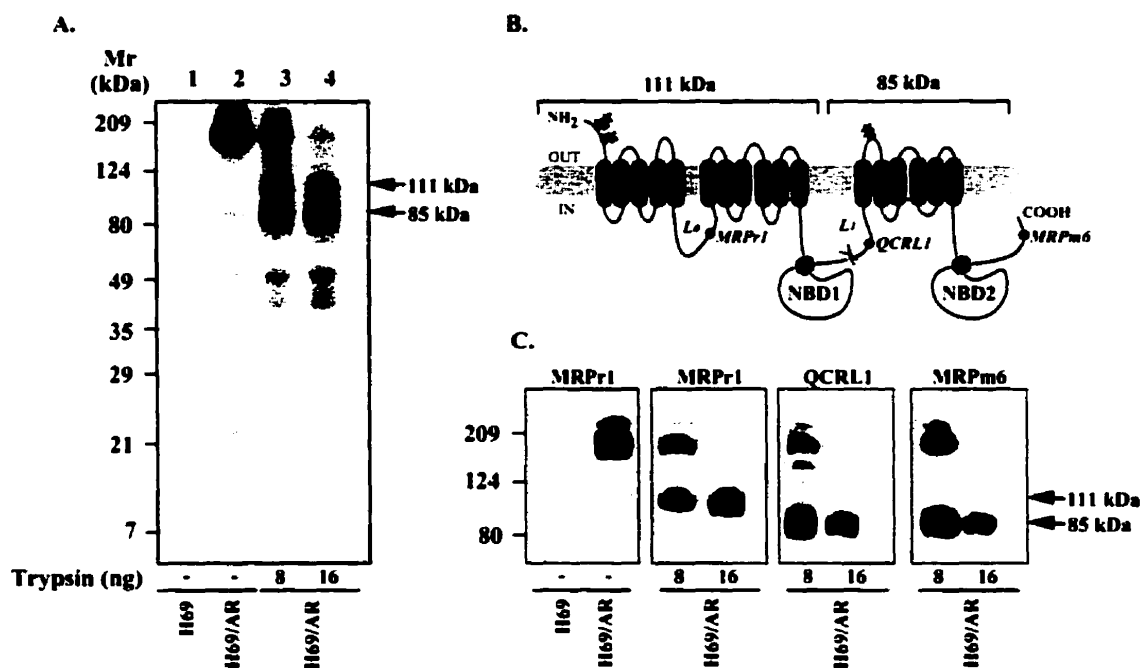 A.
Mr
(kDa)
1 2 3 4
209
124
80
49
35
29
21
7
111 kDa
85 kDa
Trypsin (ng)
- - 8 16
H69
H69/AR
H69/AR
B.
111 kDa
85 kDa
NH2
OUT
IN
L0
MRPr1
L1
QCRL1
COOH
MRPm6
NBD1
NBD2
C.
MRPr1 MRPr1 QCRL1 MRPm6
209
124
80
111 kDa
85 kDa
- - 8 16 8 16 8 16
H69
H69/AR
H69/AR
H69/AR
H69/AR